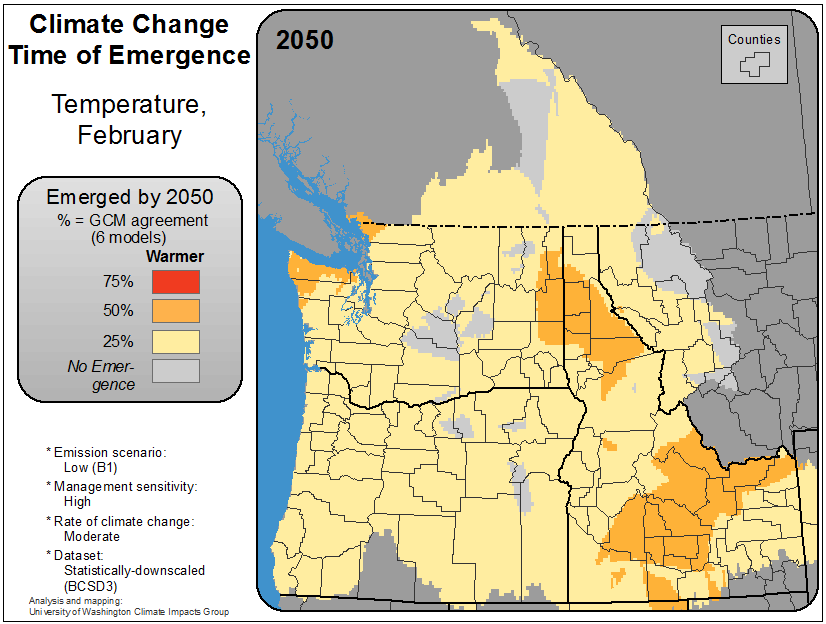 Climate Change
Time of Emergence
Temperature,
February
Emerged by 2050
% = GCM agreement
(6 models)
Warmer
75%
50%
25%
No Emer-
gence
* Emission scenario:
Low (B1)
* Management sensitivity:
High
* Rate of climate change:
Moderate
* Dataset:
Statistically-downscaled
(BCSD3)
Analysis and mapping:
University of Washington Climate Impacts Group
2050
Counties